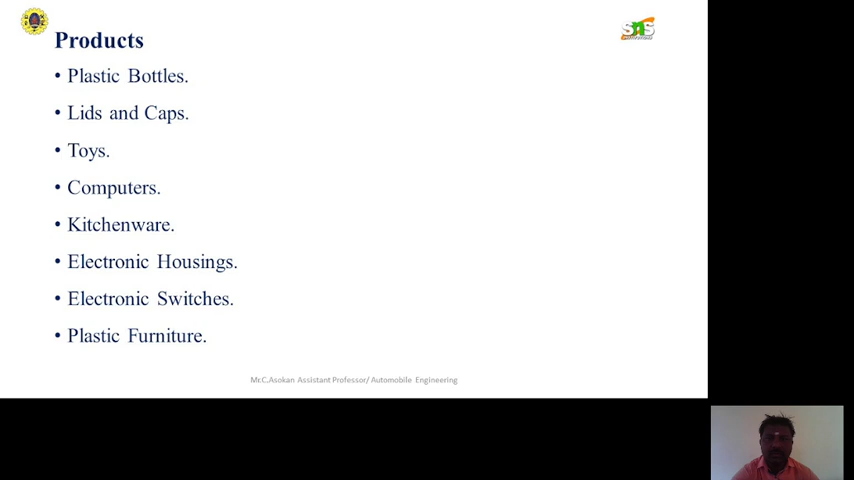 Products
• Plastic Bottles.
• Lids and Caps.
• Toys.
• Computers.
• Kitchenware.
• Electronic Housings.
• Electronic Switches.
• Plastic Furniture.
Mr.C.Asokan Assistant Professor/ Automobile Engineering
SNS